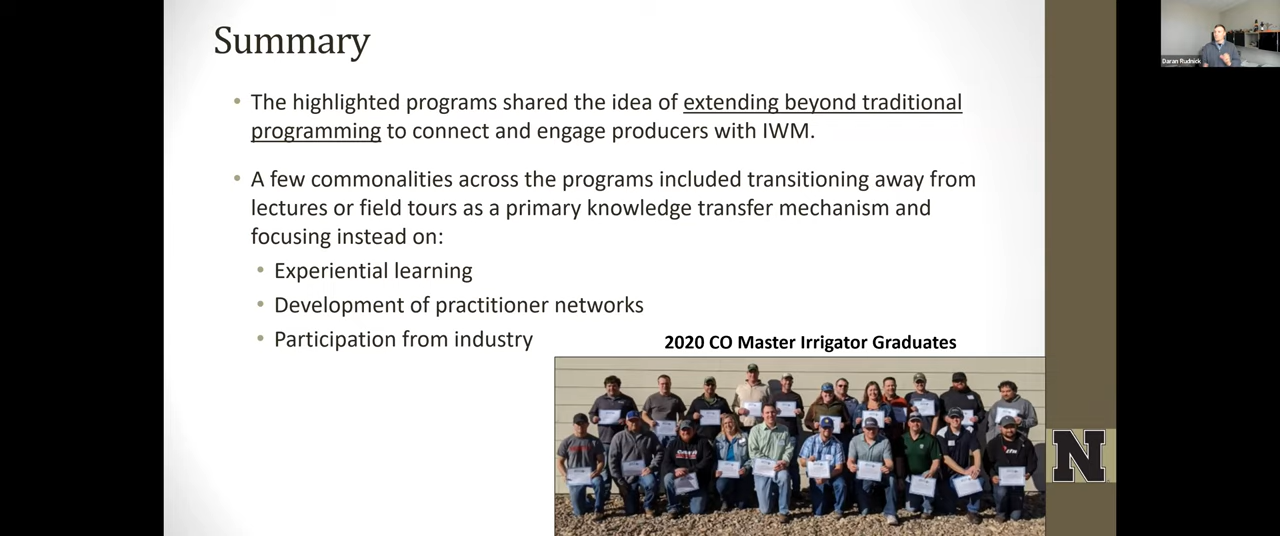 Summary
Daran Rudnick
• The highlighted programs shared the idea of extending beyond traditional
programming to connect and engage producers with IWM.
• A few commonalities across the programs included transitioning away from
lectures or field tours as a primary knowledge transfer mechanism and
focusing instead on:
• Experiential learning
• Development of practitioner networks
• Participation from industry
2020 CO Master Irrigator Graduates
N